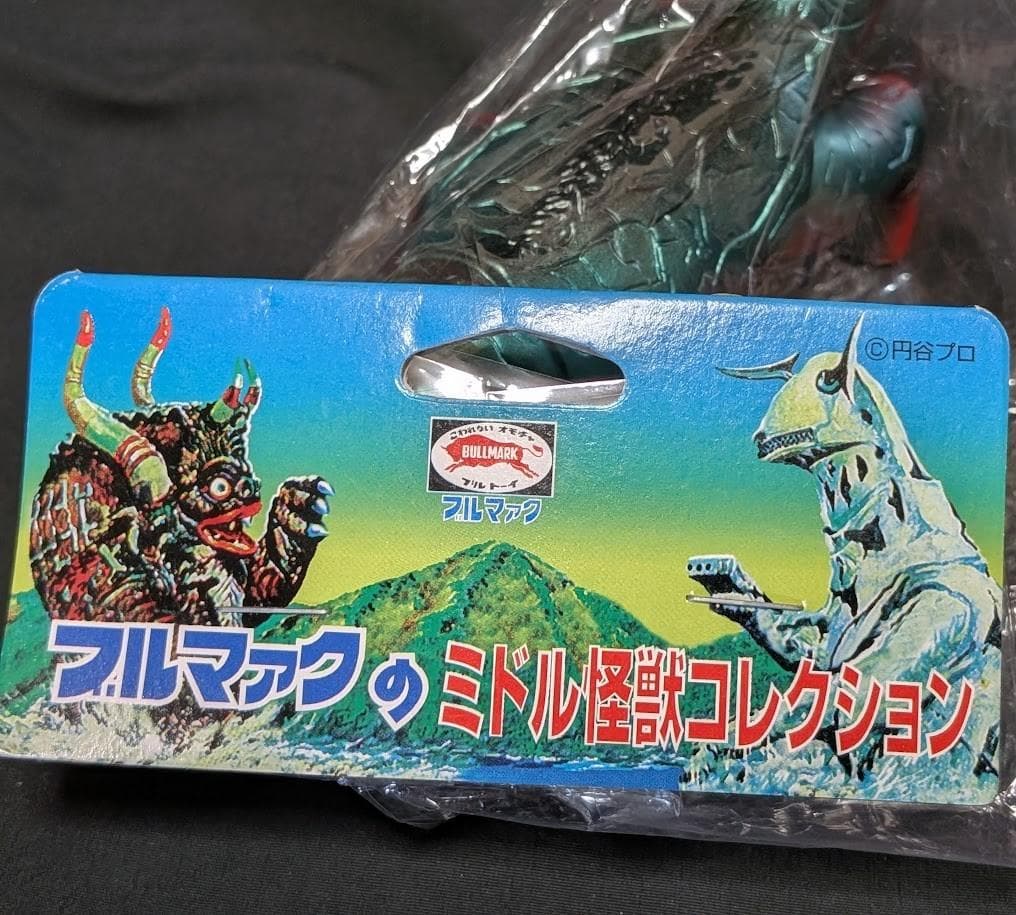 ©円谷プロ
こわれない オモチャ
BULLMARK
ブルトーイ
ブルマァク
ブルマァクのミドル怪獣コレクション